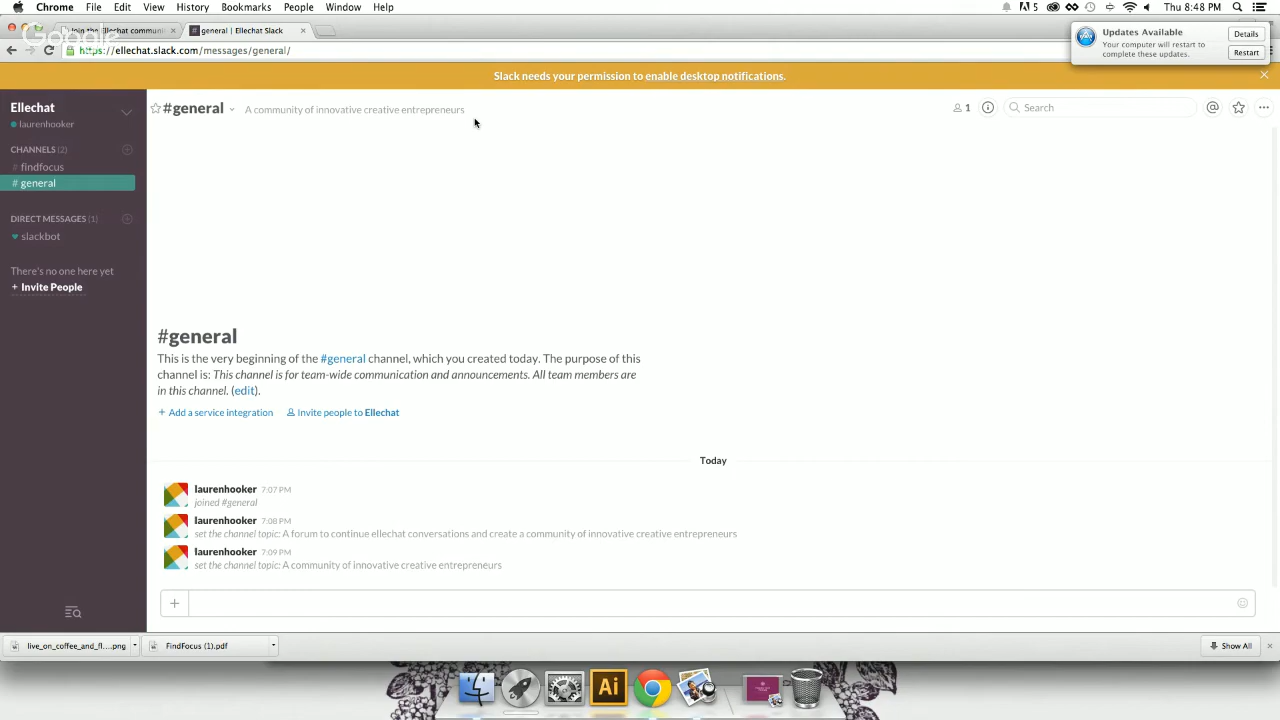 Chrome File Edit View History Bookmarks People Window Help
5 Thu 8:48 PM
Join the Ellechat communi
general | Ellechat Slack
Google
https://ellechat.slack.com/messages/general/
Updates Available
Your computer will restart to
complete these updates.
Details
Restart
Slack needs your permission to enable desktop notifications.
Ellechat
laurenhooker
#general
A community of innovative creative entrepreneurs
1
Search
CHANNELS (2)
# findfocus
# general
DIRECT MESSAGES (1)
slackbot
There's no one here yet
+ Invite People
#general
This is the very beginning of the #general channel, which you created today. The purpose of this
channel is: This channel is for team-wide communication and announcements. All team members are
in this channel. (edit).
+ Add a service integration
Invite people to Ellechat
Today
laurenhooker 7:07 PM
joined #general
laurenhooker 7:08 PM
set the channel topic: A forum to continue ellechat conversations and create a community of innovative creative entrepreneurs
laurenhooker 7:09 PM
set the channel topic: A community of innovative creative entrepreneurs
live_on_coffee_and_fl....png
FindFocus (1).pdf
Show All
Ai